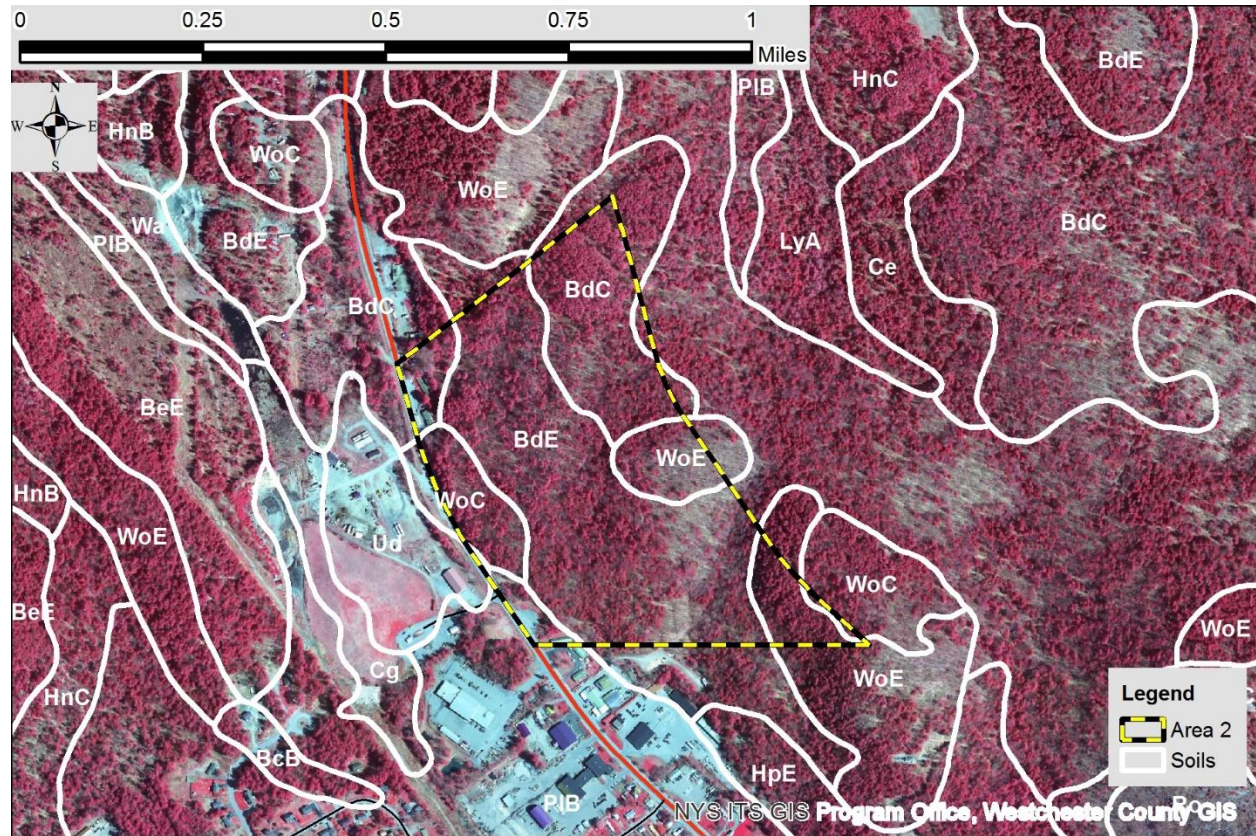 0 0.25 0.5 0.75 1
Miles
N
W E
S
HnB
WoC
PlB
HnC
BdE
WoE
Wa
PlB
BdE
LyA
BdC
Ce
BdC
BdC
BeE
BdE
WoE
HnB
WoC
WoE
Ud
WoC
BeE
WoE
Cg
WoE
HnC
Legend
Area 2
Soils
BcB
HpE
PlB
Ro
NYS ITS GIS Program Office, Westchester County GIS